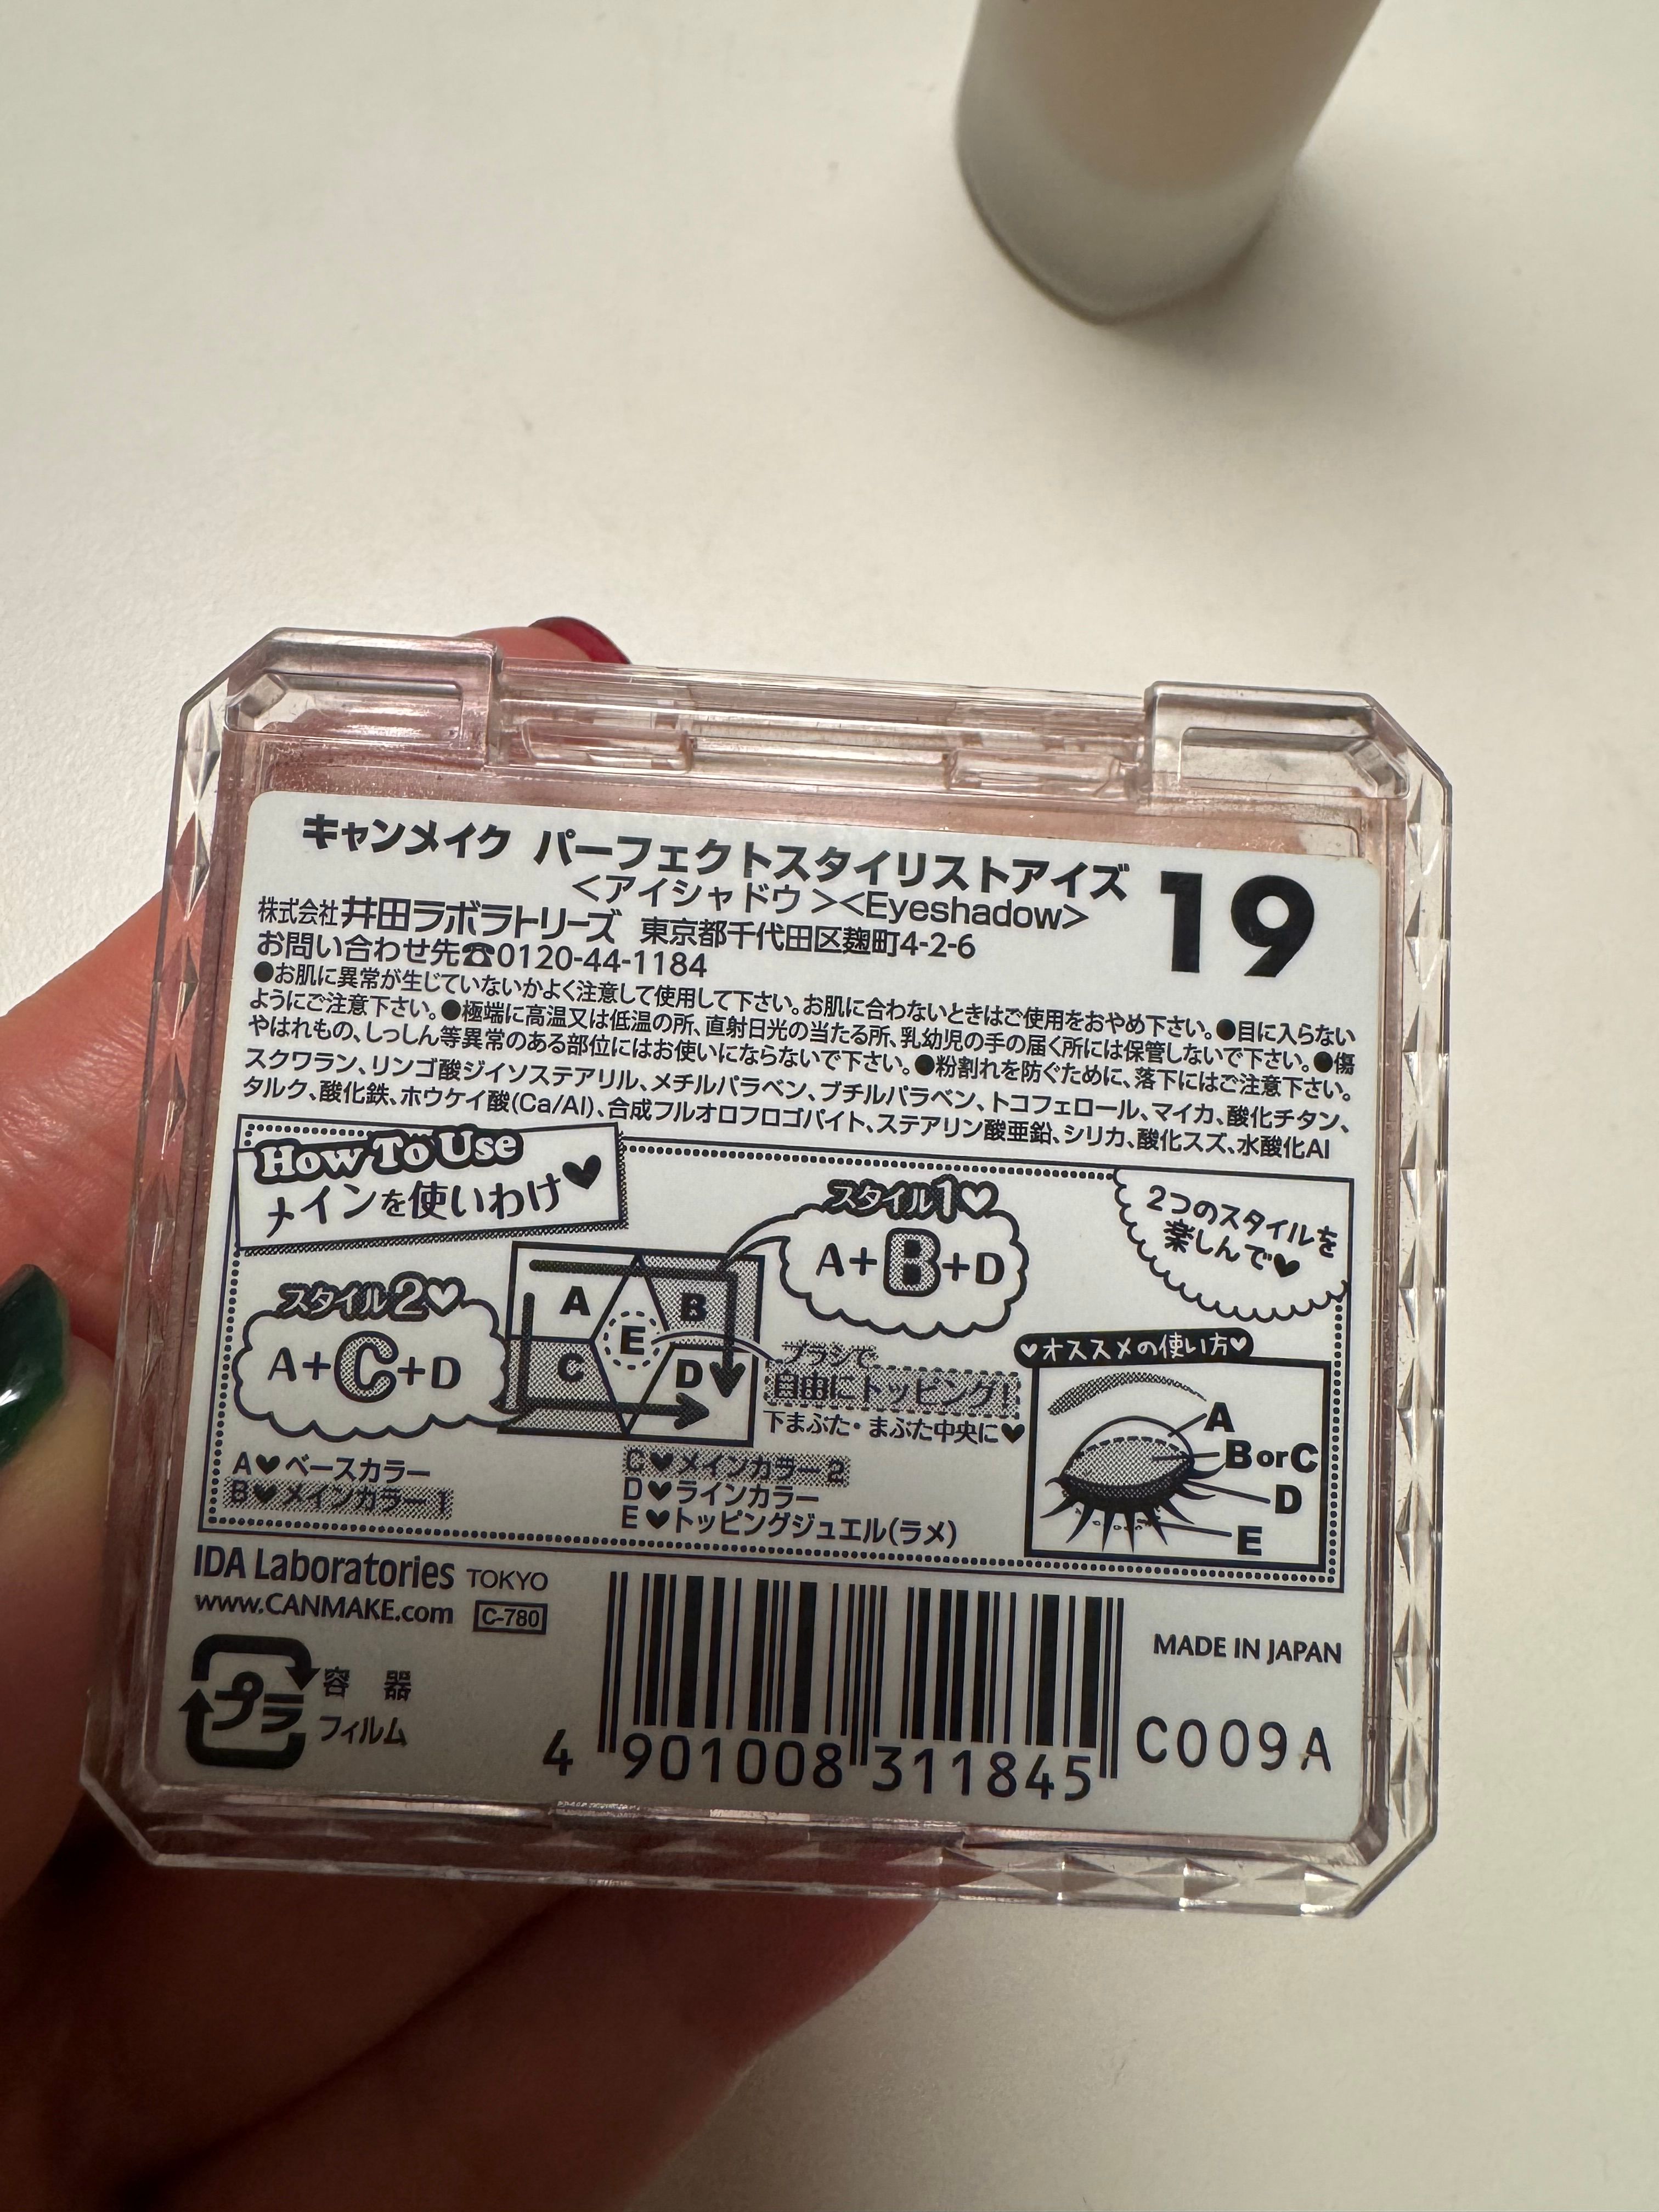 キャンメイク パーフェクトスタイリストアイズ
<アイシャドウ><Eyeshadow>
19
株式会社井田ラボラトリーズ 東京都千代田区麹町4-2-6
お問い合わせ先☎0120-44-1184
●お肌に異常が生じていないかよく注意して使用して下さい。お肌に合わないときはご使用をおやめ下さい。●目に入らない
ようにご注意下さい。●極端に高温又は低温の所、直射日光の当たる所、乳幼児の手の届く所には保管しないで下さい。●傷
やはれもの、しっしん等異常のある部位にはお使いにならないで下さい。●粉割れを防ぐために、落下にはご注意下さい。
スクワラン、リンゴ酸ジイソステアリル、メチルパラベン、ブチルパラベン、トコフェロール、マイカ、酸化チタン、
タルク、酸化鉄、ホウケイ酸(Ca/Al)、合成フルオロフロゴパイト、ステアリン酸亜鉛、シリカ、酸化スズ、水酸化Al
How To Use
メインを使いわけ♥
スタイル1♡
A+B+D
2つのスタイルを
楽しんで♥
スタイル2♡
A+C+D
A
B
E
C
D
ブラシで
自由にトッピング!
下まぶた・まぶた中央に♥
♥オススメの使い方♥
A
B or C
D
E
A♥ベースカラー
B♥メインカラー1
C♥メインカラー2
D♥ラインカラー
E♥トッピングジュエル(ラメ)
IDA Laboratories TOKYO
www.CANMAKE.com C-780
プラ
容器
フィルム
4 901008 311845
MADE IN JAPAN
C009A